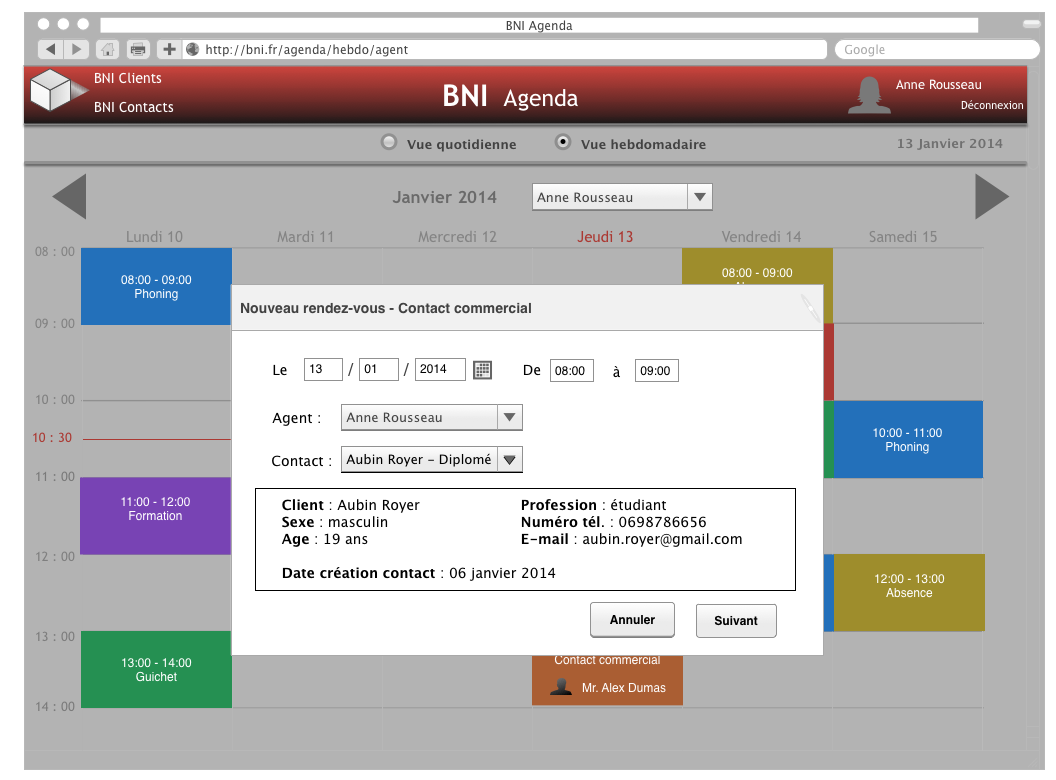 BNI Agenda
http://bni.fr/agenda/hebdo/agent
Google
BNI Clients
BNI Contacts
BNI Agenda
Anne Rousseau
Déconnexion
Vue quotidienne
Vue hebdomadaire
13 Janvier 2014
Janvier 2014
Anne Rousseau
Lundi 10
Mardi 11
Mercredi 12
Jeudi 13
Vendredi 14
Samedi 15
08 : 00
08:00 - 09:00
Phoning
08:00 - 09:00
Nouveau rendez-vous - Contact commercial
09 : 00
Le 13 / 01 / 2014 De 08:00 à 09:00
10 : 00
Agent : Anne Rousseau
10 : 30
10:00 - 11:00
Phoning
Contact : Aubin Royer – Diplomé
11 : 00
11:00 - 12:00
Formation
Client : Aubin Royer
Sexe : masculin
Age : 19 ans
Profession : étudiant
Numéro tél. : 0698786656
E-mail : aubin.royer@gmail.com
Date création contact : 06 janvier 2014
12 : 00
12:00 - 13:00
Absence
Annuler
Suivant
13 : 00
13:00 - 14:00
Guichet
Contact commercial
Mr. Alex Dumas
14 : 00